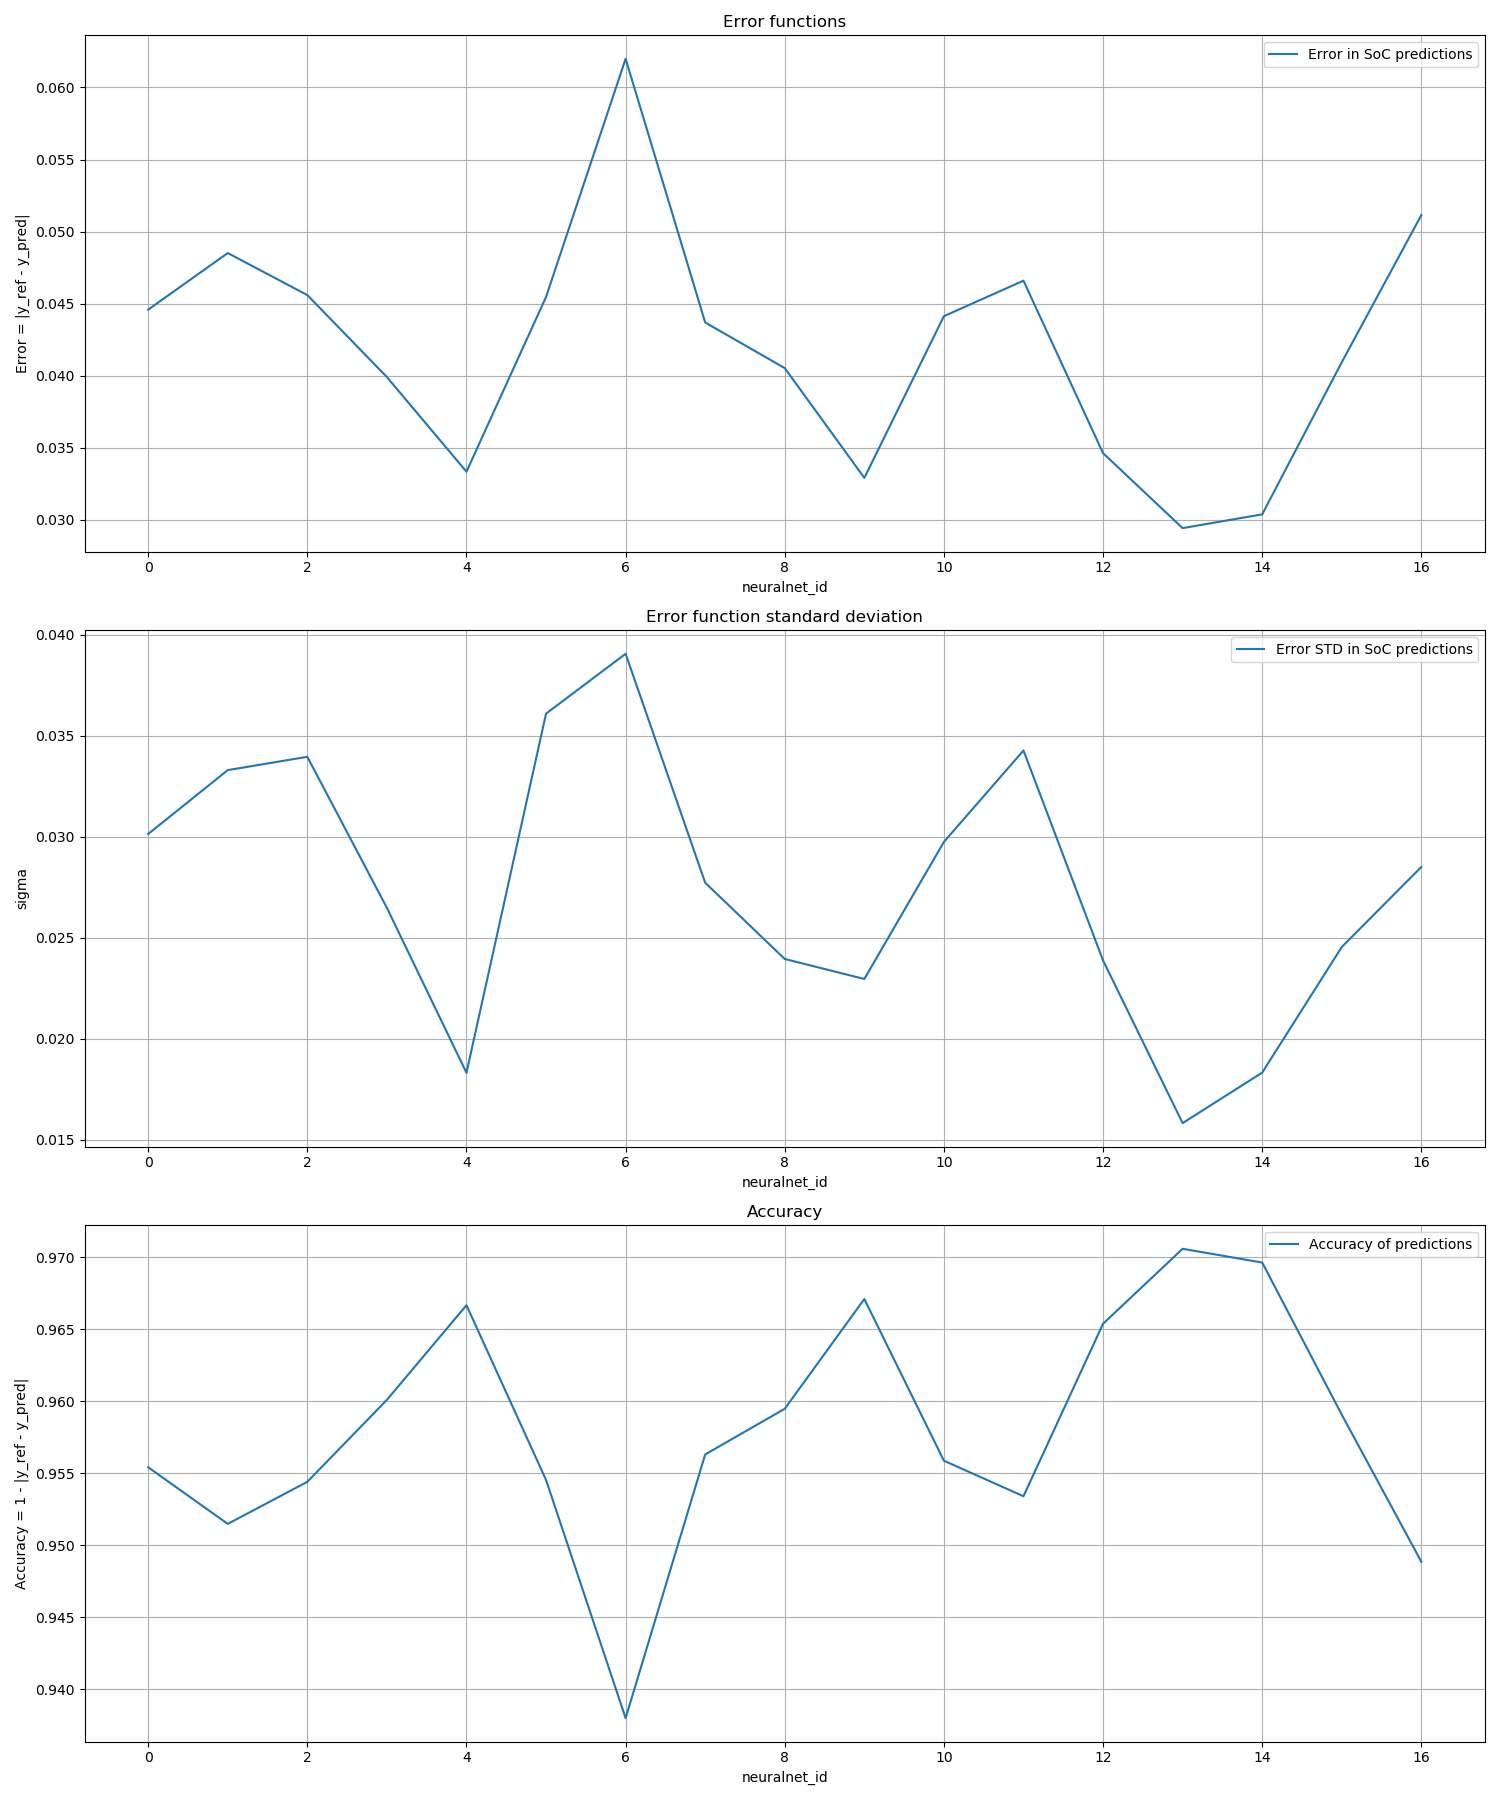 Error functions
Error in SoC predictions
0.060
0.055
0.050
0.045
0.040
0.035
0.030
Error = |y_ref - y_pred|
0 2 4 6 8 10 12 14 16
neuralnet_id
Error function standard deviation
Error STD in SoC predictions
0.040
0.035
0.030
0.025
0.020
0.015
sigma
0 2 4 6 8 10 12 14 16
neuralnet_id
Accuracy
Accuracy of predictions
0.970
0.965
0.960
0.955
0.950
0.945
0.940
Accuracy = 1 - |y_ref - y_pred|
0 2 4 6 8 10 12 14 16
neuralnet_id